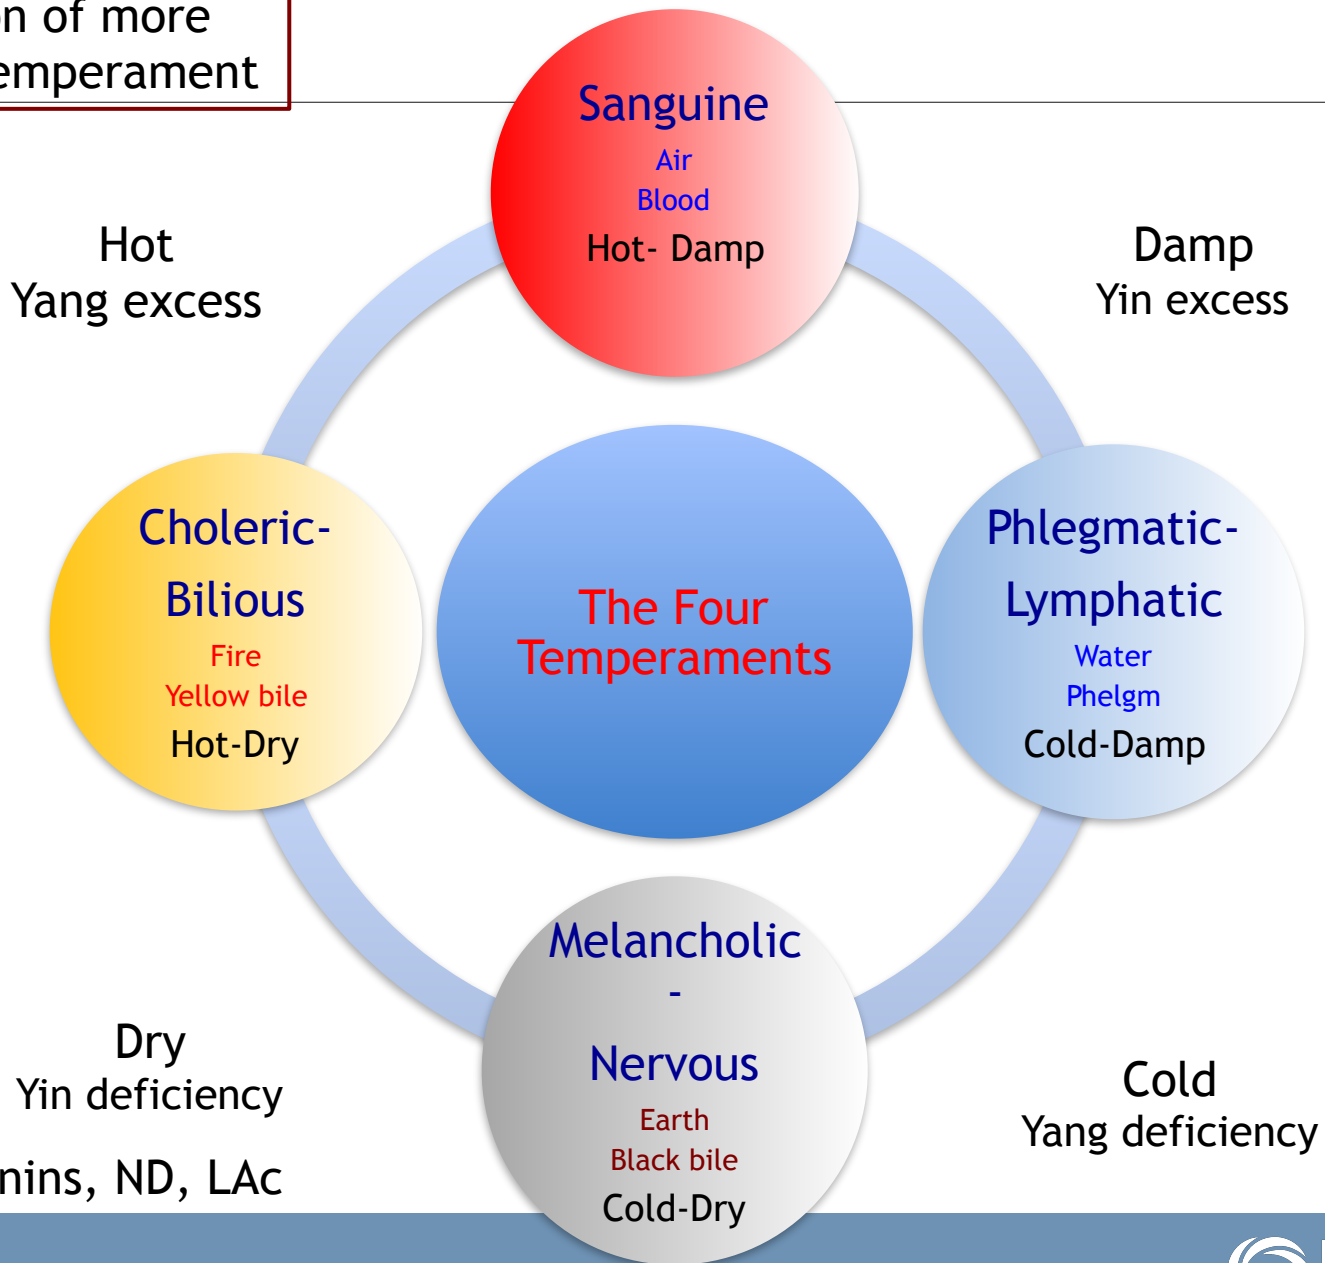 on of more
emperament
Sanguine
Air
Blood
Hot- Damp
Hot
Yang excess
Damp
Yin excess
Choleric-
Bilious
Fire
Yellow bile
Hot-Dry
The Four
Temperaments
Phlegmatic-
Lymphatic
Water
Phelgm
Cold-Damp
Melancholic
-
Nervous
Earth
Black bile
Cold-Dry
Dry
Yin deficiency
Cold
Yang deficiency
nins, ND, LAc